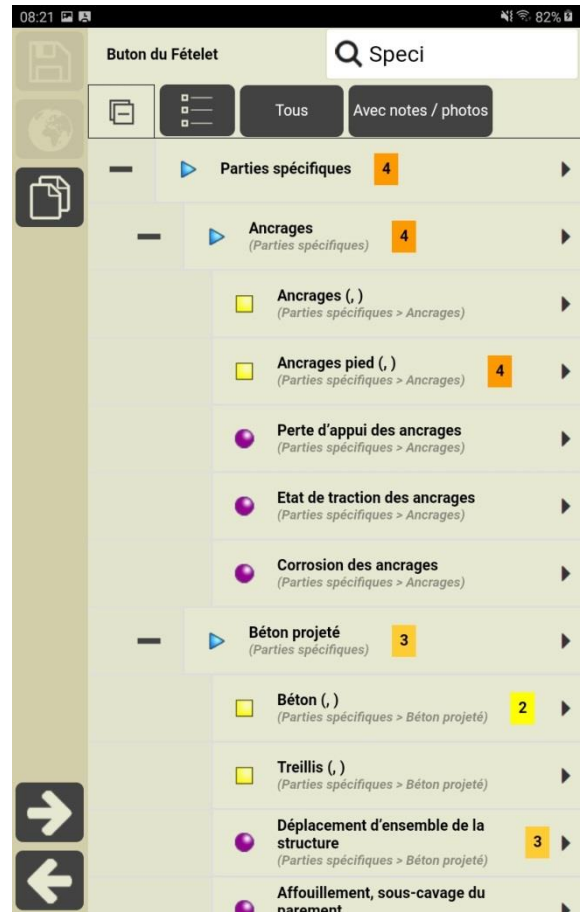 08:21 82%
Buton du Fételet Speci
Tous Avec notes / photos
Parties spécifiques 4
Ancrages
(Parties spécifiques) 4
Ancrages (, )
(Parties spécifiques > Ancrages)
Ancrages pied (, )
(Parties spécifiques > Ancrages) 4
Perte d’appui des ancrages
(Parties spécifiques > Ancrages)
Etat de traction des ancrages
(Parties spécifiques > Ancrages)
Corrosion des ancrages
(Parties spécifiques > Ancrages)
Béton projeté
(Parties spécifiques) 3
Béton (, )
(Parties spécifiques > Béton projeté) 2
Treillis (, )
(Parties spécifiques > Béton projeté)
Déplacement d’ensemble de la
structure 3
(Parties spécifiques > Béton projeté)
Affouillement, sous-cavage du
parement